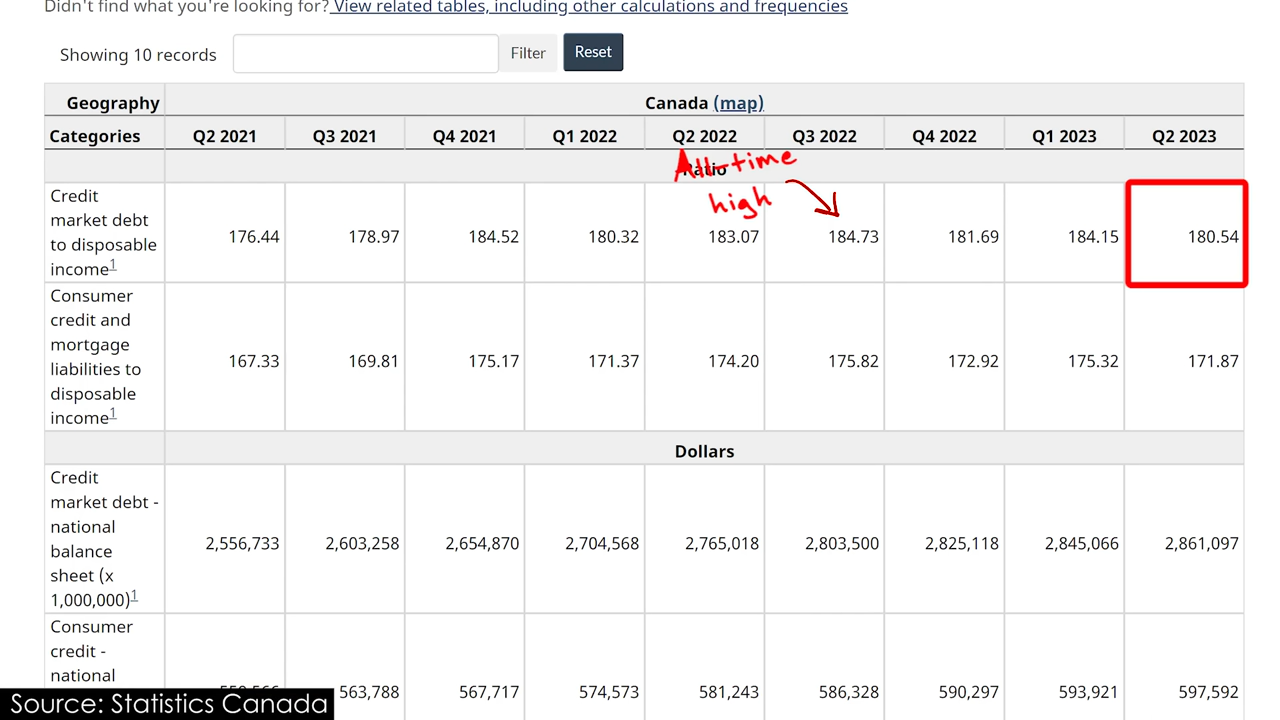 Didn't find what you're looking for? View related tables, including other calculations and frequencies
Showing 10 records Filter Reset
Geography Canada (map)
Categories Q2 2021 Q3 2021 Q4 2021 Q1 2022 Q2 2022 Q3 2022 Q4 2022 Q1 2023 Q2 2023
Ratio
All-time
high
Credit
market debt
to disposable
income1
176.44 178.97 184.52 180.32 183.07 184.73 181.69 184.15 180.54
Consumer
credit and
mortgage
liabilities to
disposable
income1
167.33 169.81 175.17 171.37 174.20 175.82 172.92 175.32 171.87
Dollars
Credit
market debt -
national
balance
sheet (x
1,000,000)1
2,556,733 2,603,258 2,654,870 2,704,568 2,765,018 2,803,500 2,825,118 2,845,066 2,861,097
Consumer
credit -
national
563,788 567,717 574,573 581,243 586,328 590,297 593,921 597,592
Source: Statistics Canada